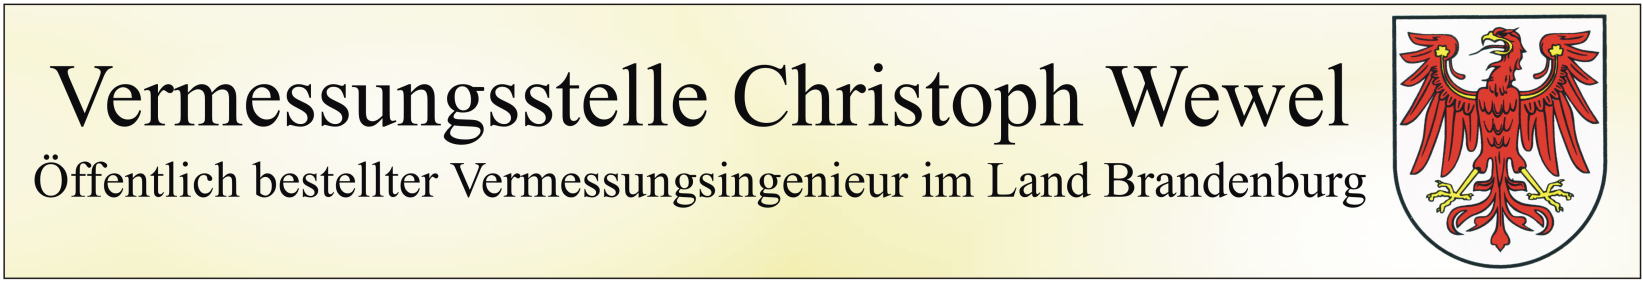 Vermessungsstelle Christoph Wewel
Öffentlich bestellter Vermessungsingenieur im Land Brandenburg